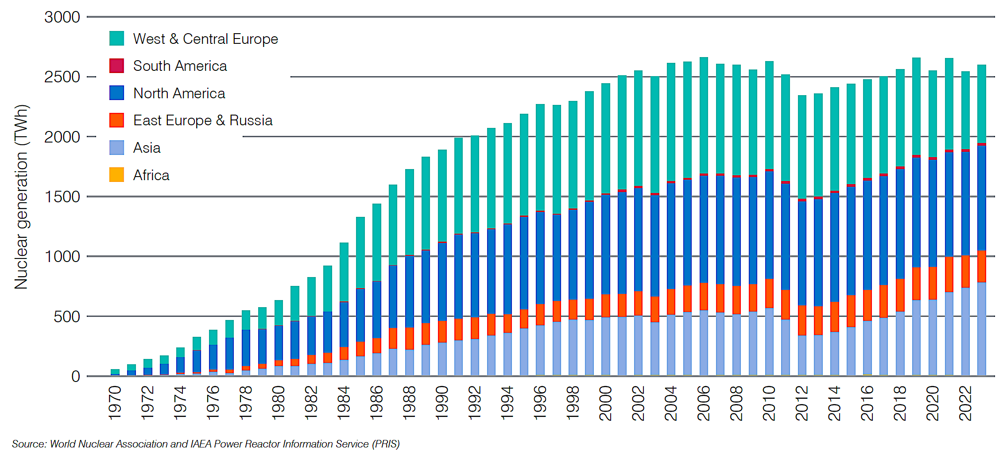 3000
2500
2000
1500
1000
500
0
Nuclear generation (TWh)
West & Central Europe
South America
North America
East Europe & Russia
Asia
Africa
1970 1972 1974 1976 1978 1980 1982 1984 1986 1988 1990 1992 1994 1996 1998 2000 2002 2004 2006 2008 2010 2012 2014 2016 2018 2020 2022
Source: World Nuclear Association and IAEA Power Reactor Information Service (PRIS)